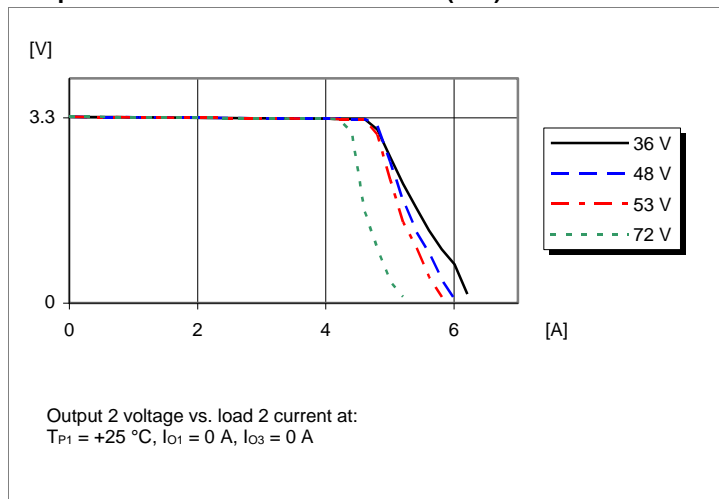 [V]
3.3
0
0 2 4 6 [A]
36 V
48 V
53 V
72 V
Output 2 voltage vs. load 2 current at:
TP1 = +25 °C, IO1 = 0 A, IO3 = 0 A